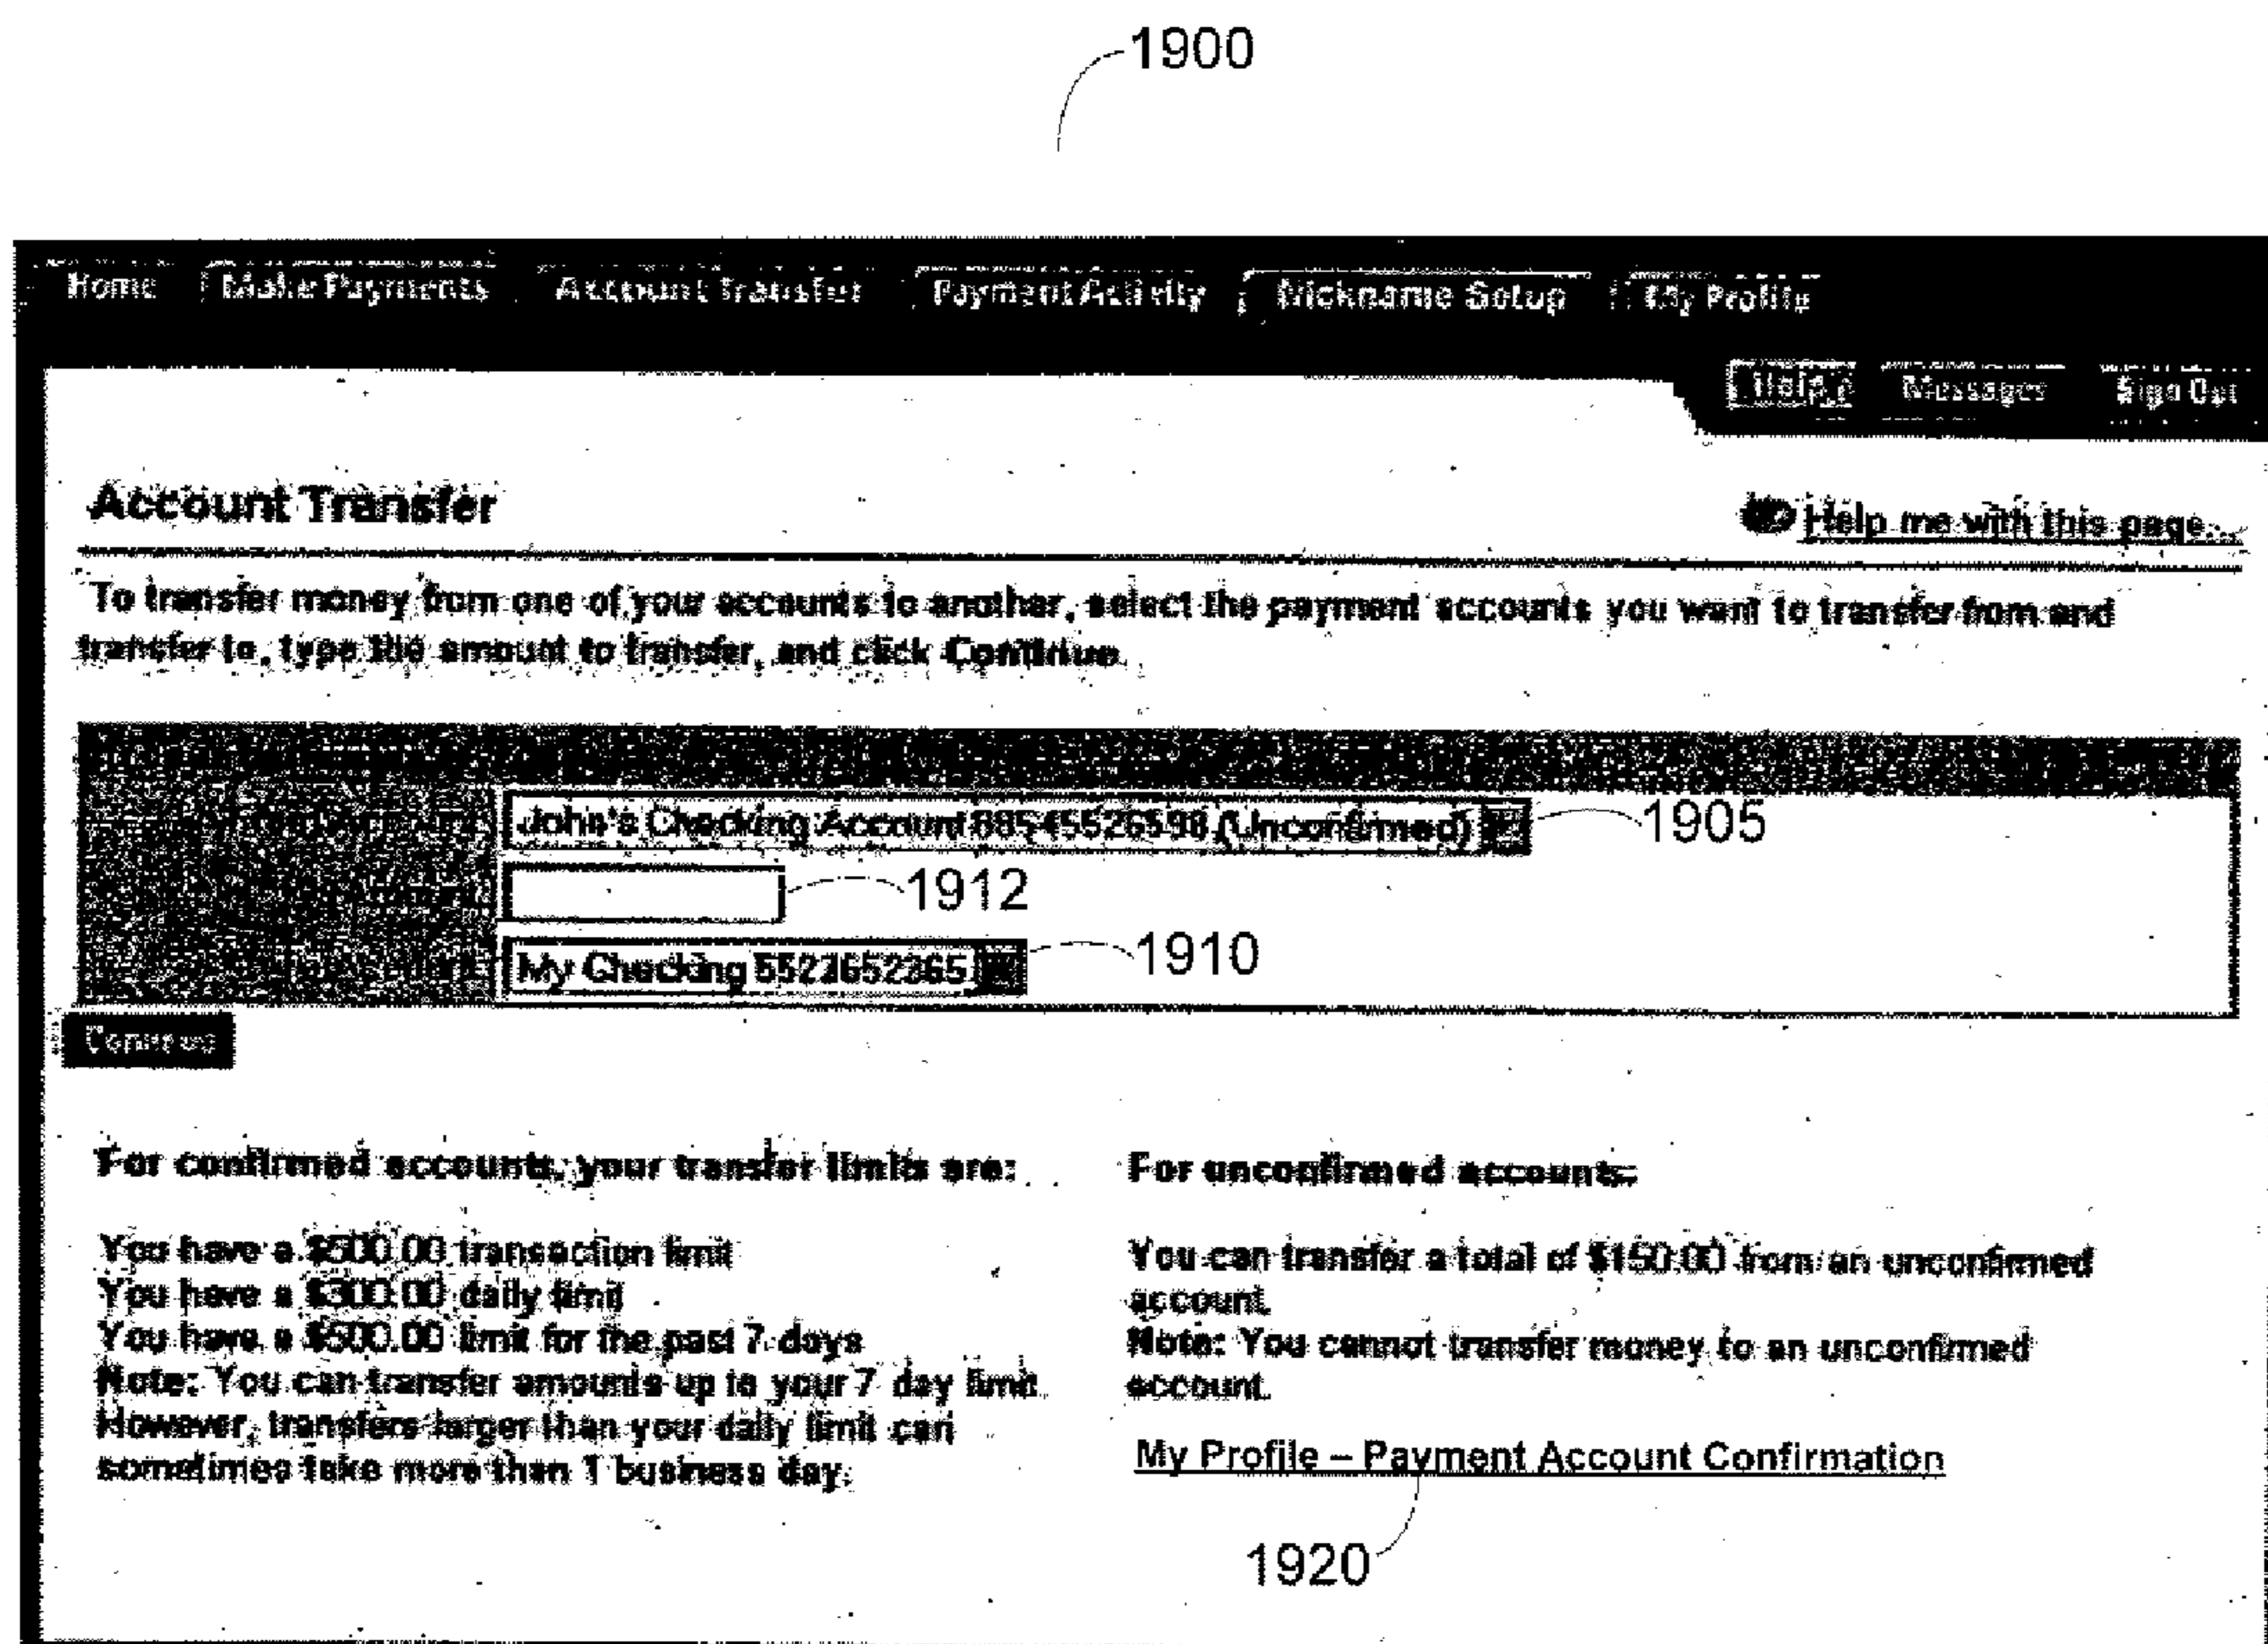 1900
Home Make Payments Account Transfer Payment Activity Nickname Setup My Profile
Help Messages Sign Out
Account Transfer
Help me with this page...
To transfer money from one of your accounts to another, select the payment accounts you want to transfer from and
transfer to, type the amount to transfer, and click Continue.
John's Checking Account 88545526598 (Unconfirmed) 1905
1912
My Checking 1910
Continue
For confirmed accounts, your transfer limits are:
You have a $500.00 transaction limit
You have a $300.00 daily limit
You have a $500.00 limit for the past 7 days
Note: You can transfer amounts up to your 7 day limit.
However, transfers larger than your daily limit can
sometimes take more than 1 business day.
For unconfirmed accounts:
You can transfer a total of $150.00 from an unconfirmed
account.
Note: You cannot transfer money to an unconfirmed
account.
My Profile – Payment Account Confirmation
1920